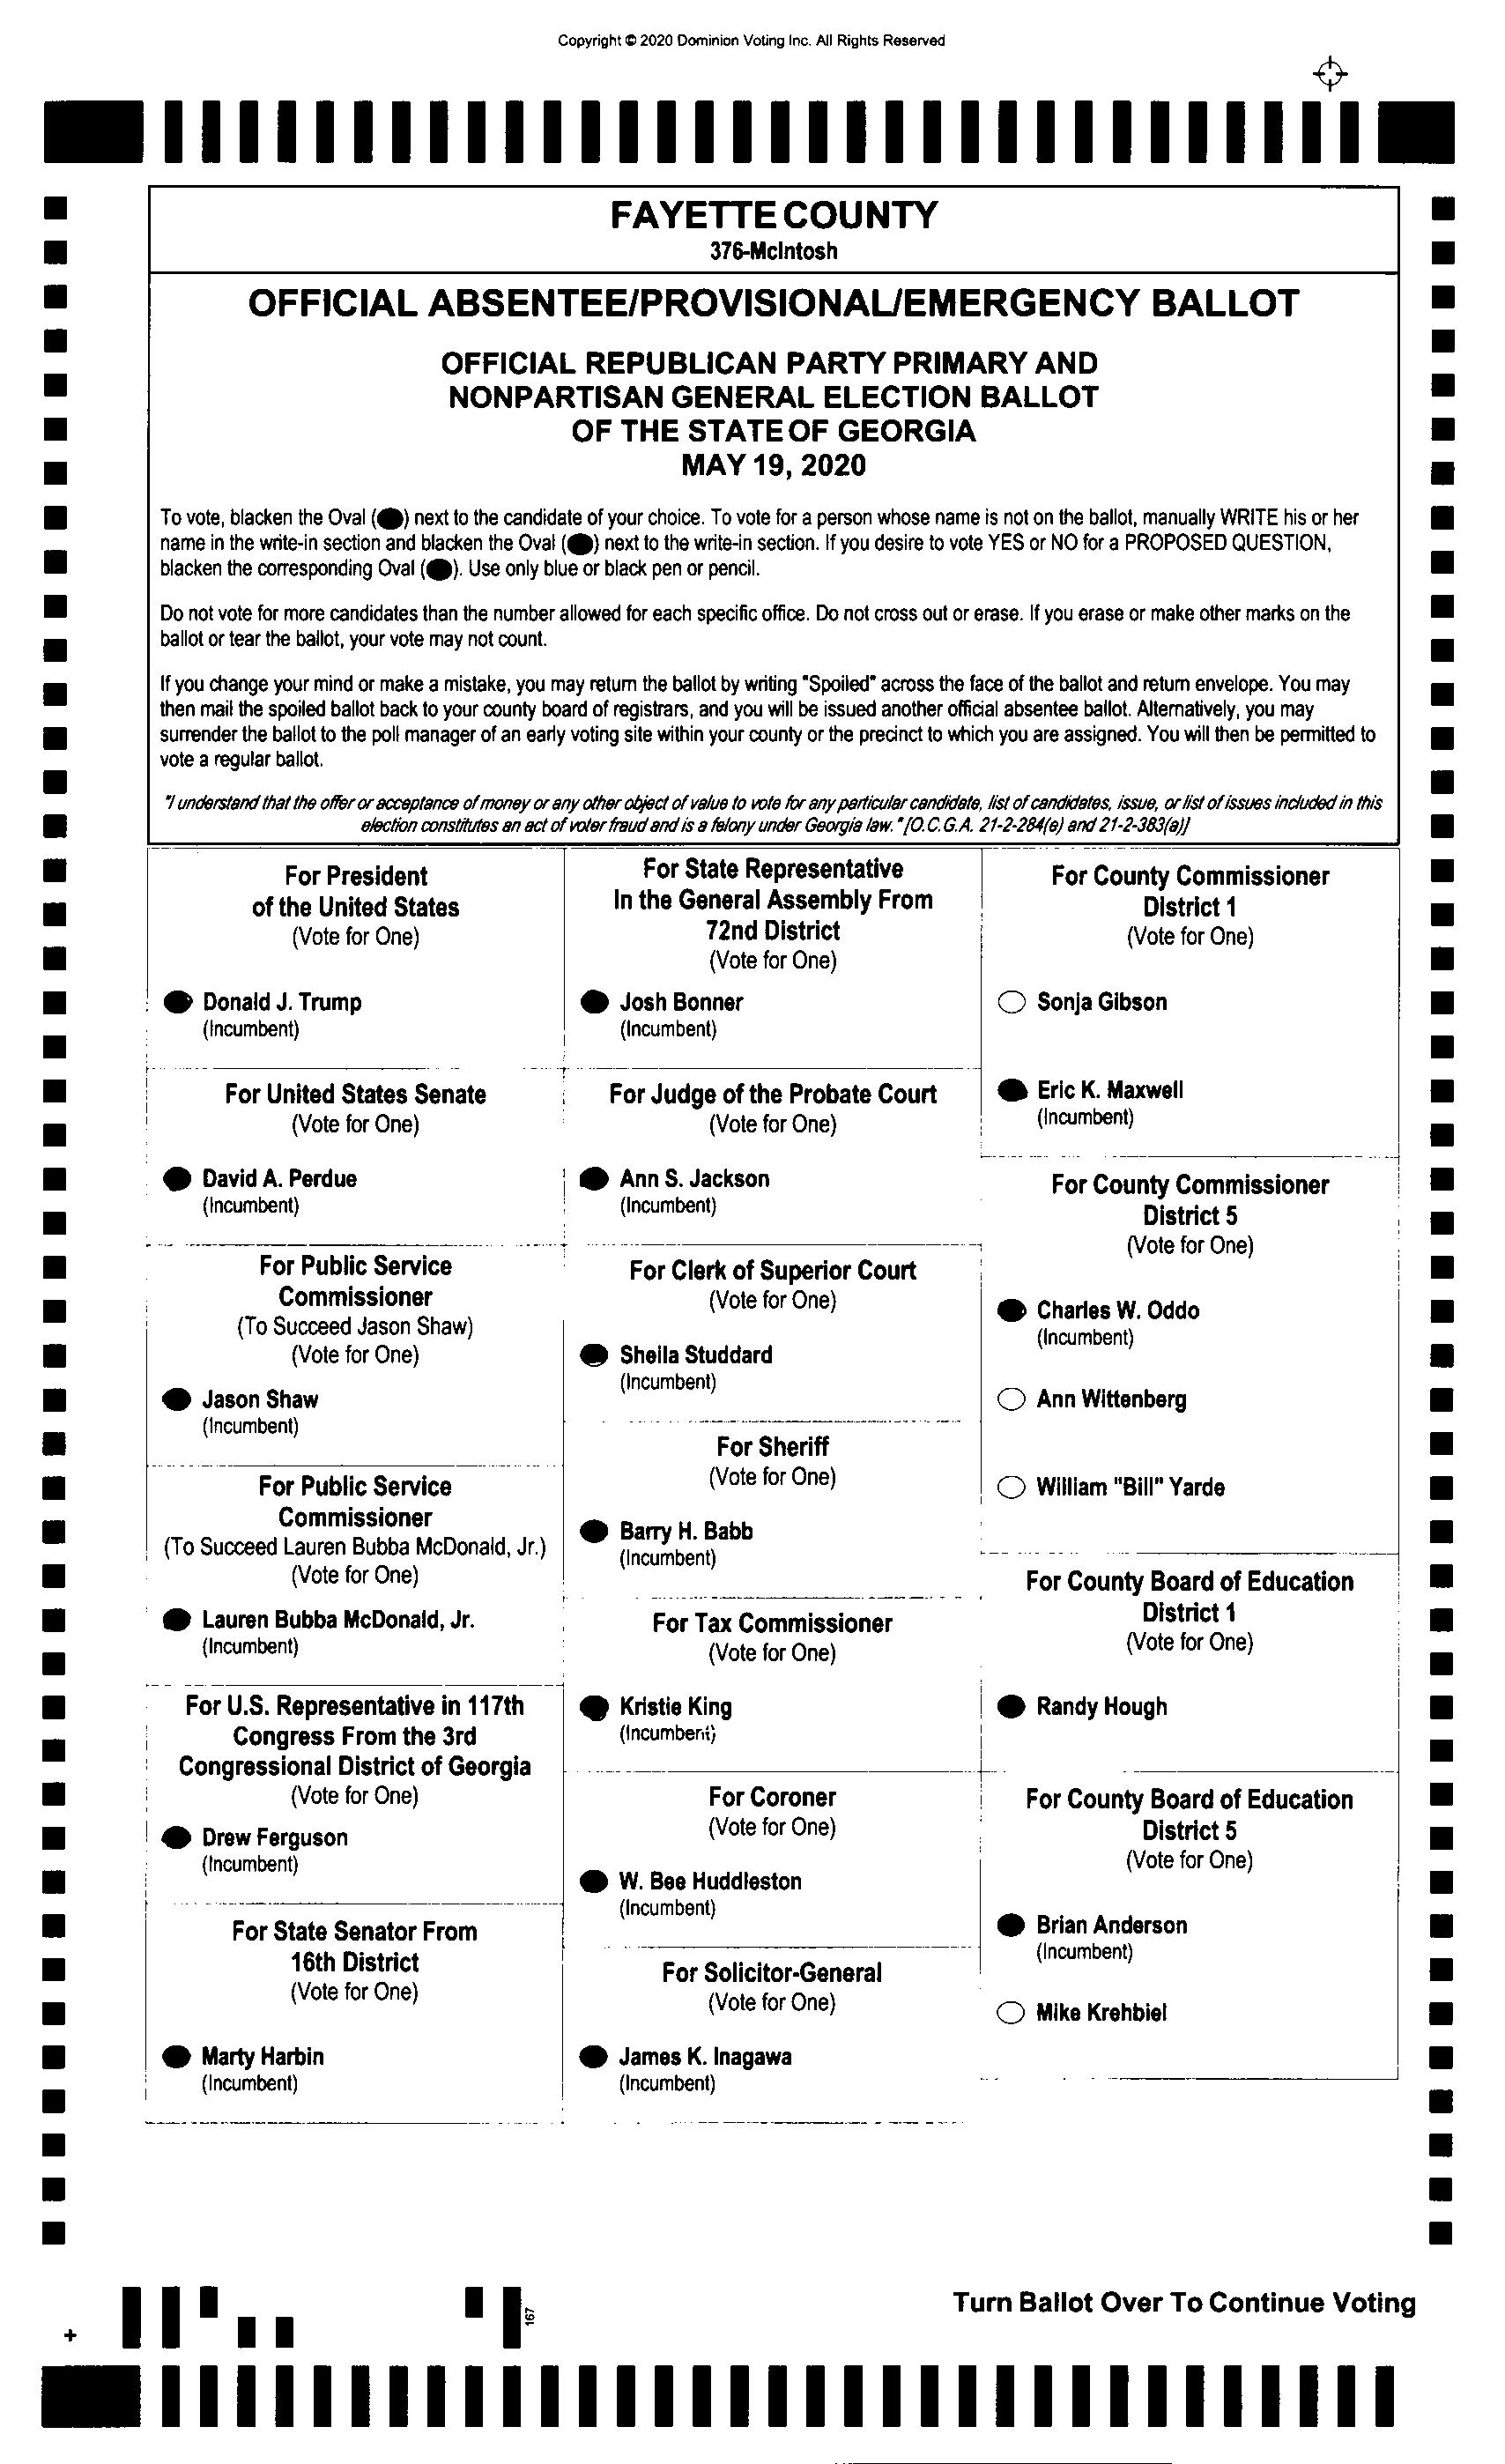 Copyright © 2020 Dominion Voting Inc. All Rights Reserved
FAYETTE COUNTY
376-McIntosh
OFFICIAL ABSENTEE/PROVISIONAL/EMERGENCY BALLOT
OFFICIAL REPUBLICAN PARTY PRIMARY AND
NONPARTISAN GENERAL ELECTION BALLOT
OF THE STATE OF GEORGIA
MAY 19, 2020
To vote, blacken the Oval ( ) next to the candidate of your choice. To vote for a person whose name is not on the ballot, manually WRITE his or her
name in the write-in section and blacken the Oval ( ) next to the write-in section. If you desire to vote YES or NO for a PROPOSED QUESTION,
blacken the corresponding Oval ( ). Use only blue or black pen or pencil.
Do not vote for more candidates than the number allowed for each specific office. Do not cross out or erase. If you erase or make other marks on the
ballot or tear the ballot, your vote may not count.
If you change your mind or make a mistake, you may return the ballot by writing "Spoiled" across the face of the ballot and return envelope. You may
then mail the spoiled ballot back to your county board of registrars, and you will be issued another official absentee ballot. Alternatively, you may
surrender the ballot to the poll manager of an early voting site within your county or the precinct to which you are assigned. You will then be permitted to
vote a regular ballot.
"I understand that the offer or acceptance of money or any other object of value to vote for any particular candidate, list of candidates, issue, or list of issues included in this
election constitutes an act of voter fraud and is a felony under Georgia law." [O.C.G.A. 21-2-284(e) and 21-2-383(a)]
For President
of the United States
(Vote for One)
Donald J. Trump
(Incumbent)
For United States Senate
(Vote for One)
David A. Perdue
(Incumbent)
For Public Service
Commissioner
(To Succeed Jason Shaw)
(Vote for One)
Jason Shaw
(Incumbent)
For Public Service
Commissioner
(To Succeed Lauren Bubba McDonald, Jr.)
(Vote for One)
Lauren Bubba McDonald, Jr.
(Incumbent)
For U.S. Representative in 117th
Congress From the 3rd
Congressional District of Georgia
(Vote for One)
Drew Ferguson
(Incumbent)
For State Senator From
16th District
(Vote for One)
Marty Harbin
(Incumbent)
For State Representative
In the General Assembly From
72nd District
(Vote for One)
Josh Bonner
(Incumbent)
For Judge of the Probate Court
(Vote for One)
Ann S. Jackson
(Incumbent)
For Clerk of Superior Court
(Vote for One)
Sheila Studdard
(Incumbent)
For Sheriff
(Vote for One)
Barry H. Babb
(Incumbent)
For Tax Commissioner
(Vote for One)
Kristie King
(Incumbent)
For Coroner
(Vote for One)
W. Bee Huddleston
(Incumbent)
For Solicitor-General
(Vote for One)
James K. Inagawa
(Incumbent)
For County Commissioner
District 1
(Vote for One)
Sonja Gibson
Eric K. Maxwell
(Incumbent)
For County Commissioner
District 5
(Vote for One)
Charles W. Oddo
(Incumbent)
Ann Wittenberg
William "Bill" Yarde
For County Board of Education
District 1
(Vote for One)
Randy Hough
For County Board of Education
District 5
(Vote for One)
Brian Anderson
(Incumbent)
Mike Krehbiel
Turn Ballot Over To Continue Voting
167
+